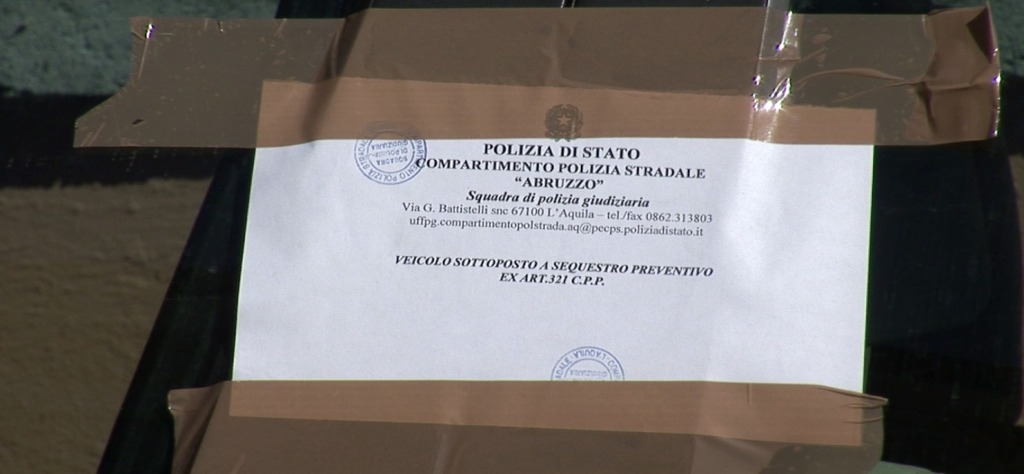 POLIZIA DI STATO
COMPARTIMENTO POLIZIA STRADALE
“ABRUZZO”
Squadra di polizia giudiziaria
Via G. Battistelli snc 67100 L’Aquila – tel./fax 0862.313803
uffpg.compartimentopolstrada.aq@pecps.poliziadistato.it
VEICOLO SOTTOPOSTO A SEQUESTRO PREVENTIVO
EX ART.321 C.P.P.